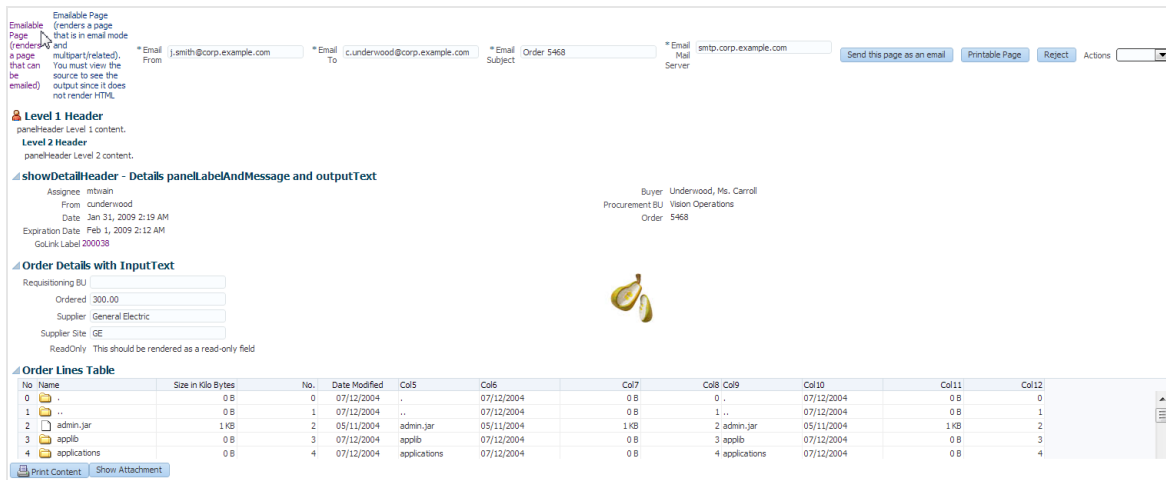 Emailable
Page
(renders
a page
that can
be
emailed)
Emailable Page
(renders a page
that is in email mode
and
multipart/related).
You must view the
source to see the
output since it does
not render HTML
* Email
From
j.smith@corp.example.com
* Email
To
c.underwood@corp.example.com
* Email
Subject
Order 5468
* Email
Mail
Server
smtp.corp.example.com
Send this page as an email
Printable Page
Reject
Actions
Level 1 Header
panelHeader Level 1 content.
Level 2 Header
panelHeader Level 2 content.
showDetailHeader - Details panelLabelAndMessage and outputText
Assignee mtwain
From cunderwood
Date Jan 31, 2009 2:19 AM
Expiration Date Feb 1, 2009 2:12 AM
GoLink Label 200038
Buyer Underwood, Ms. Carroll
Procurement BU Vision Operations
Order 5468
Order Details with InputText
Requisitioning BU
Ordered 300.00
Supplier General Electric
Supplier Site GE
ReadOnly This should be rendered as a read-only field
Order Lines Table
No Name Size in Kilo Bytes No. Date Modified Col5 Col6 Col7 Col8 Col9 Col10 Col11 Col12
0 . 0 B 0 07/12/2004 . 07/12/2004 0 B 0 . 07/12/2004 0 B 0
1 .. 0 B 1 07/12/2004 .. 07/12/2004 0 B 1 .. 07/12/2004 0 B 1
2 admin.jar 1 KB 2 05/11/2004 admin.jar 05/11/2004 1 KB 2 admin.jar 05/11/2004 1 KB 2
3 applib 0 B 3 07/12/2004 applib 07/12/2004 0 B 3 applib 07/12/2004 0 B 3
4 applications 0 B 4 07/12/2004 applications 07/12/2004 0 B 4 applications 07/12/2004 0 B 4
Print Content
Show Attachment